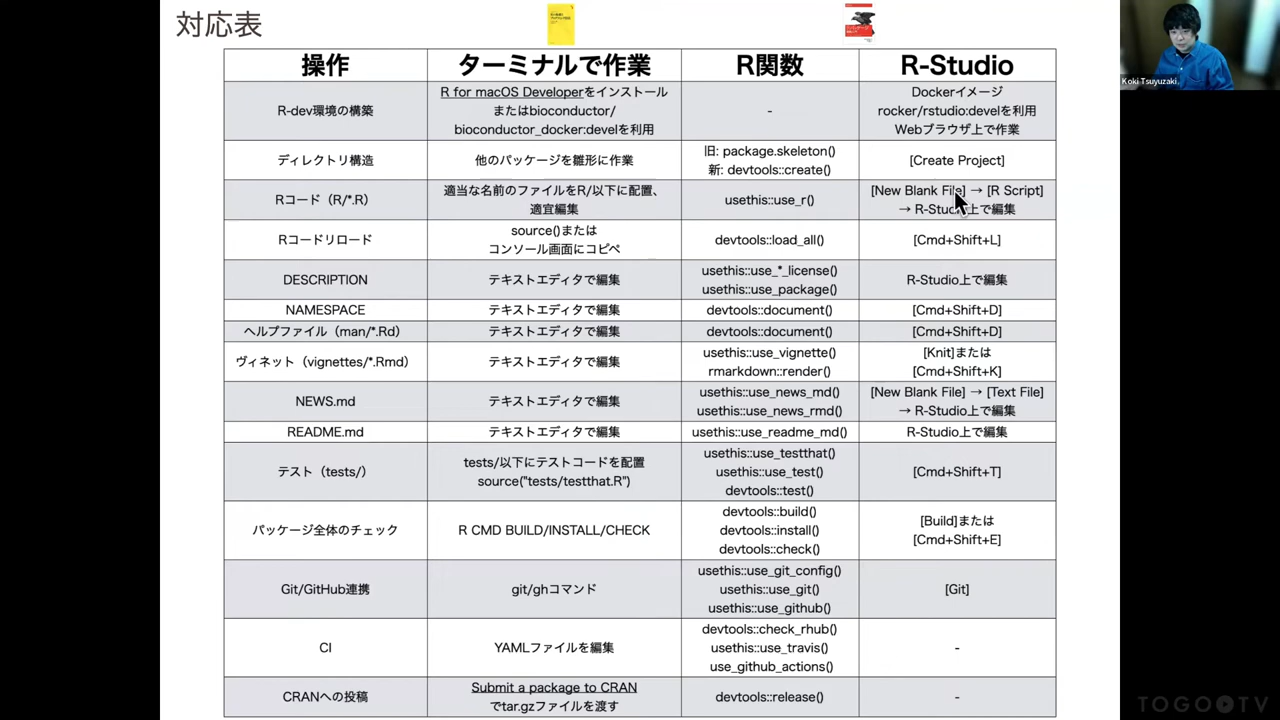 対応表
操作 ターミナルで作業 R関数 R-Studio
R-dev環境の構築
R for macOS Developerをインストール
またはbioconductor/
bioconductor_docker:develを利用
-
Dockerイメージ
rocker/rstudio:develを利用
Webブラウザ上で作業
ディレクトリ構造
他のパッケージを雛形に作業
旧: package.skeleton()
新: devtools::create()
[Create Project]
Rコード（R/*.R）
適当な名前のファイルをR/以下に配置、
適宜編集
usethis::use_r()
[New Blank File] → [R Script]
→ R-Studio上で編集
Rコードリロード
source()または
コンソール画面にコピペ
devtools::load_all()
[Cmd+Shift+L]
DESCRIPTION
テキストエディタで編集
usethis::use_*_license()
usethis::use_package()
R-Studio上で編集
NAMESPACE
テキストエディタで編集
devtools::document()
[Cmd+Shift+D]
ヘルプファイル（man/*.Rd）
テキストエディタで編集
devtools::document()
[Cmd+Shift+D]
ヴィネット（vignettes/*.Rmd）
テキストエディタで編集
usethis::use_vignette()
rmarkdown::render()
[Knit]または
[Cmd+Shift+K]
NEWS.md
テキストエディタで編集
usethis::use_news_md()
usethis::use_news_rmd()
[New Blank File] → [Text File]
→ R-Studio上で編集
README.md
テキストエディタで編集
usethis::use_readme_md()
R-Studio上で編集
テスト（tests/）
tests/以下にテストコードを配置
source("tests/testthat.R")
usethis::use_testthat()
usethis::use_test()
devtools::test()
[Cmd+Shift+T]
パッケージ全体のチェック
R CMD BUILD/INSTALL/CHECK
devtools::build()
devtools::install()
devtools::check()
[Build]または
[Cmd+Shift+E]
Git/GitHub連携
git/ghコマンド
usethis::use_git_config()
usethis::use_git()
usethis::use_github()
[Git]
CI
YAMLファイルを編集
devtools::check_rhub()
usethis::use_travis()
use_github_actions()
-
CRANへの投稿
Submit a package to CRAN
でtar.gzファイルを渡す
devtools::release()
-
Koki Tsuyuzaki
TOGO TV